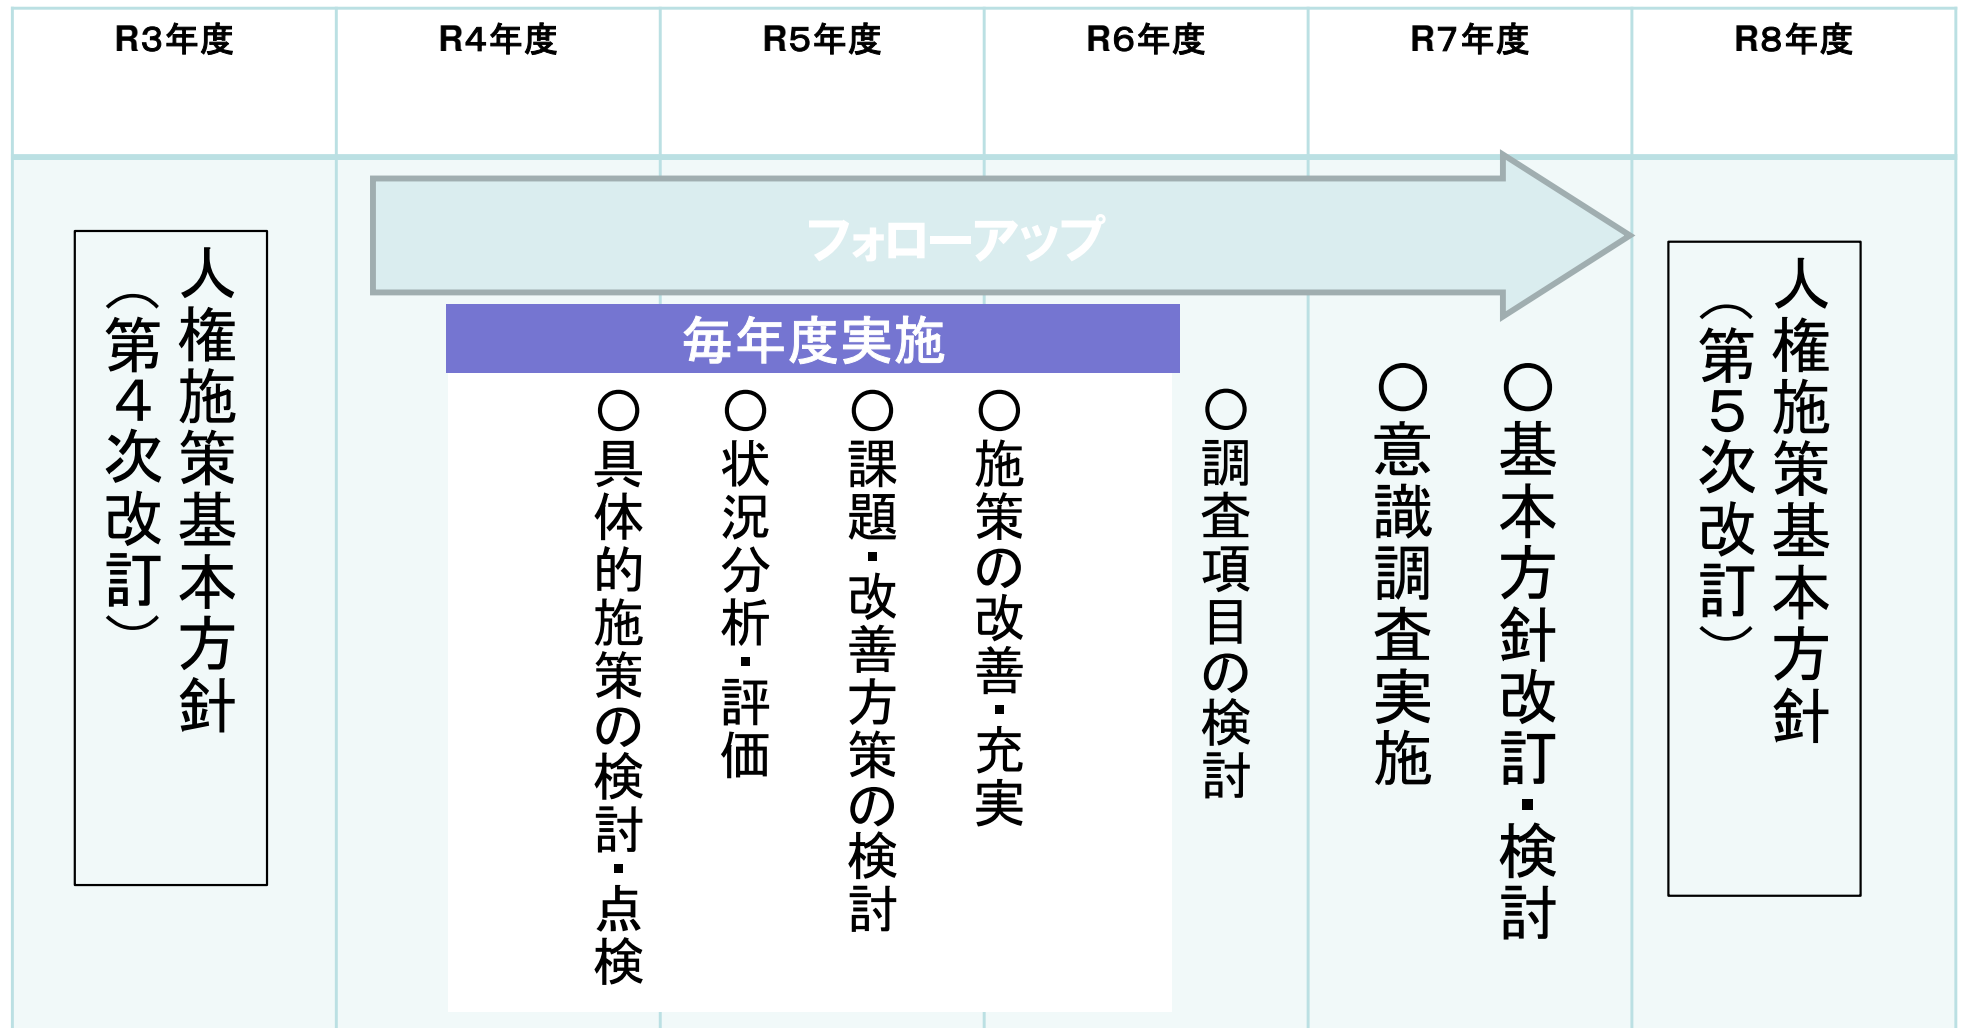 R3年度
R4年度
R5年度
R6年度
R7年度
R8年度
フォローアップ
人権施策基本方針
（第４次改訂）
毎年度実施
○具体的施策の検討・点検
○状況分析・評価
○課題・改善方策の検討
○施策の改善・充実
○調査項目の検討
○意識調査実施
○基本方針改訂・検討
人権施策基本方針
（第５次改訂）